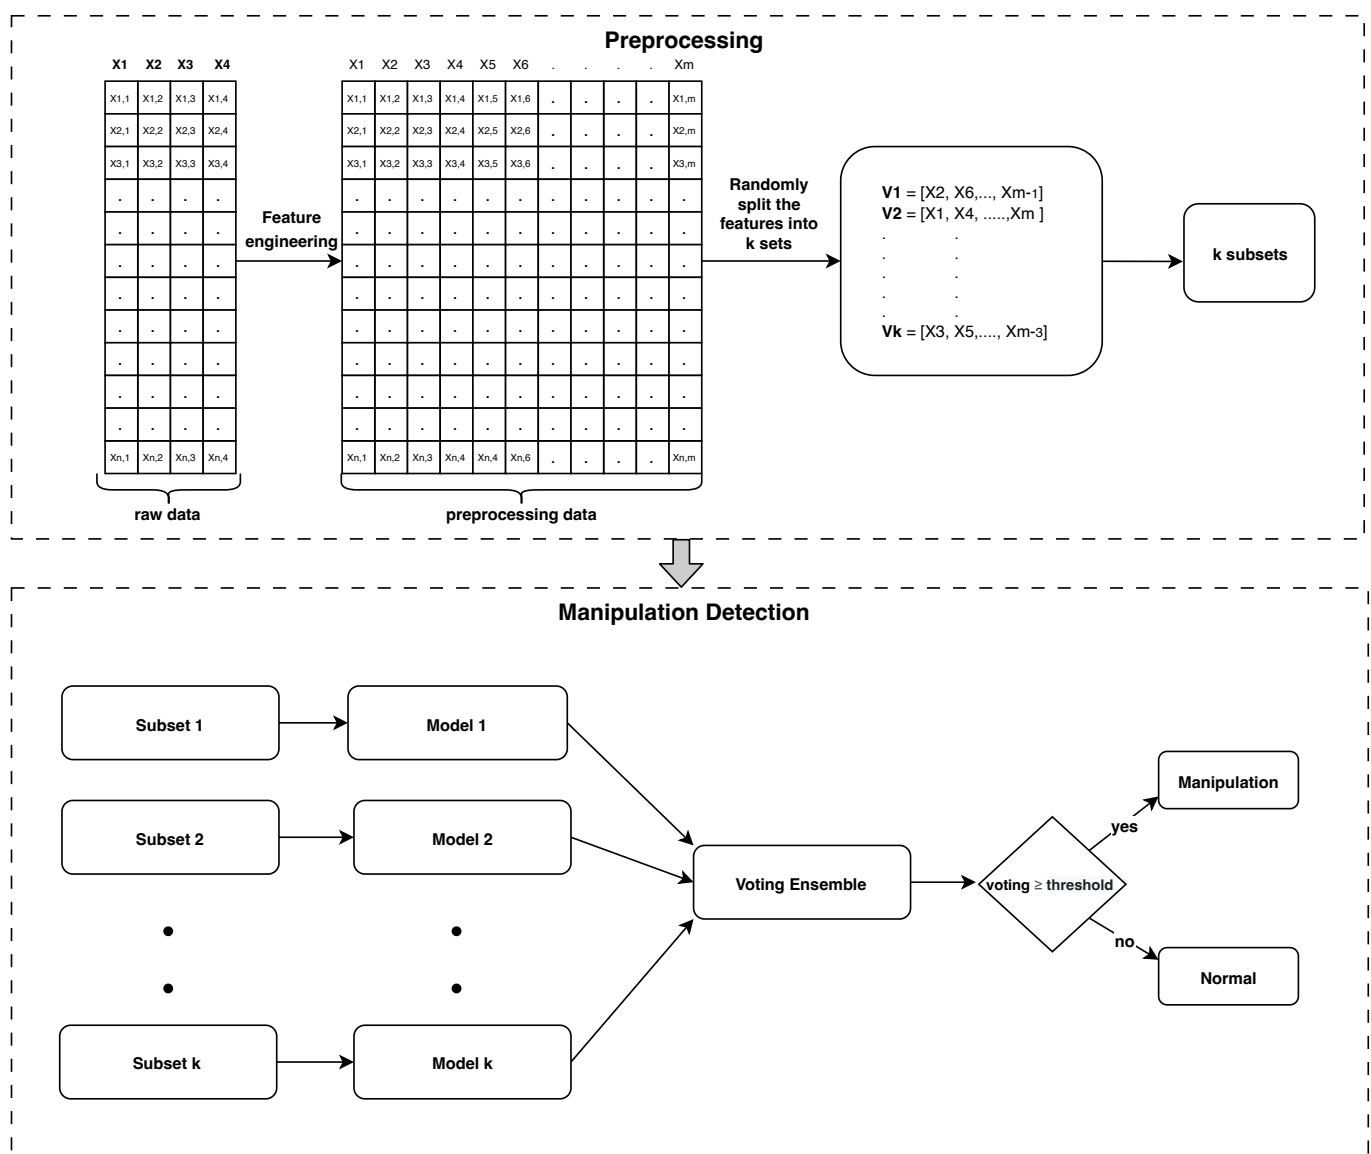 Preprocessing
X1 X2 X3 X4
X1 X2 X3 X4 X5 X6 . . . . Xm
X1,1 X1,2 X1,3 X1,4
X1,1 X1,2 X1,3 X1,4 X1,5 X1,6 . . . . X1,m
X2,1 X2,2 X2,3 X2,4
X2,1 X2,2 X2,3 X2,4 X2,5 X2,6 . . . . X2,m
X3,1 X3,2 X3,3 X3,4
X3,1 X3,2 X3,3 X3,4 X3,5 X3,6 . . . . X3,m
Xn,1 Xn,2 Xn,3 Xn,4
Xn,1 Xn,2 Xn,3 Xn,4 Xn,4 Xn,6 . . . . Xn,m
raw data
Feature
engineering
preprocessing data
Randomly
split the
features into
k sets
V1 = [X2, X6,..., Xm-1]
V2 = [X1, X4, .....,Xm ]
. .
. .
. .
. .
. .
Vk = [X3, X5,...., Xm-3]
k subsets
Manipulation Detection
Subset 1
Model 1
Subset 2
Model 2
Subset k
Model k
Voting Ensemble
voting ≥ threshold
yes
Manipulation
no
Normal